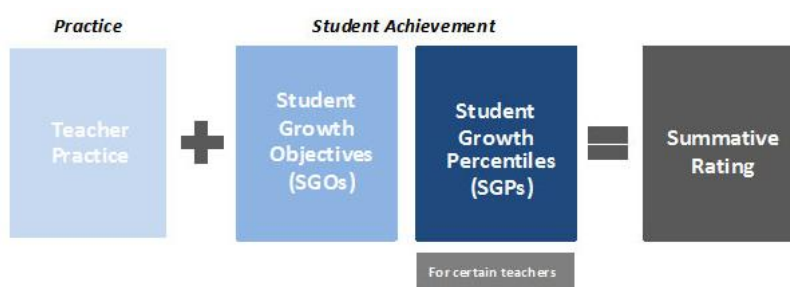 Practice
Student Achievement
Teacher
Practice
Student
Growth
Objectives
(SGOs)
Student
Growth
Percentiles
(SGPs)
Summative
Rating
For certain teachers